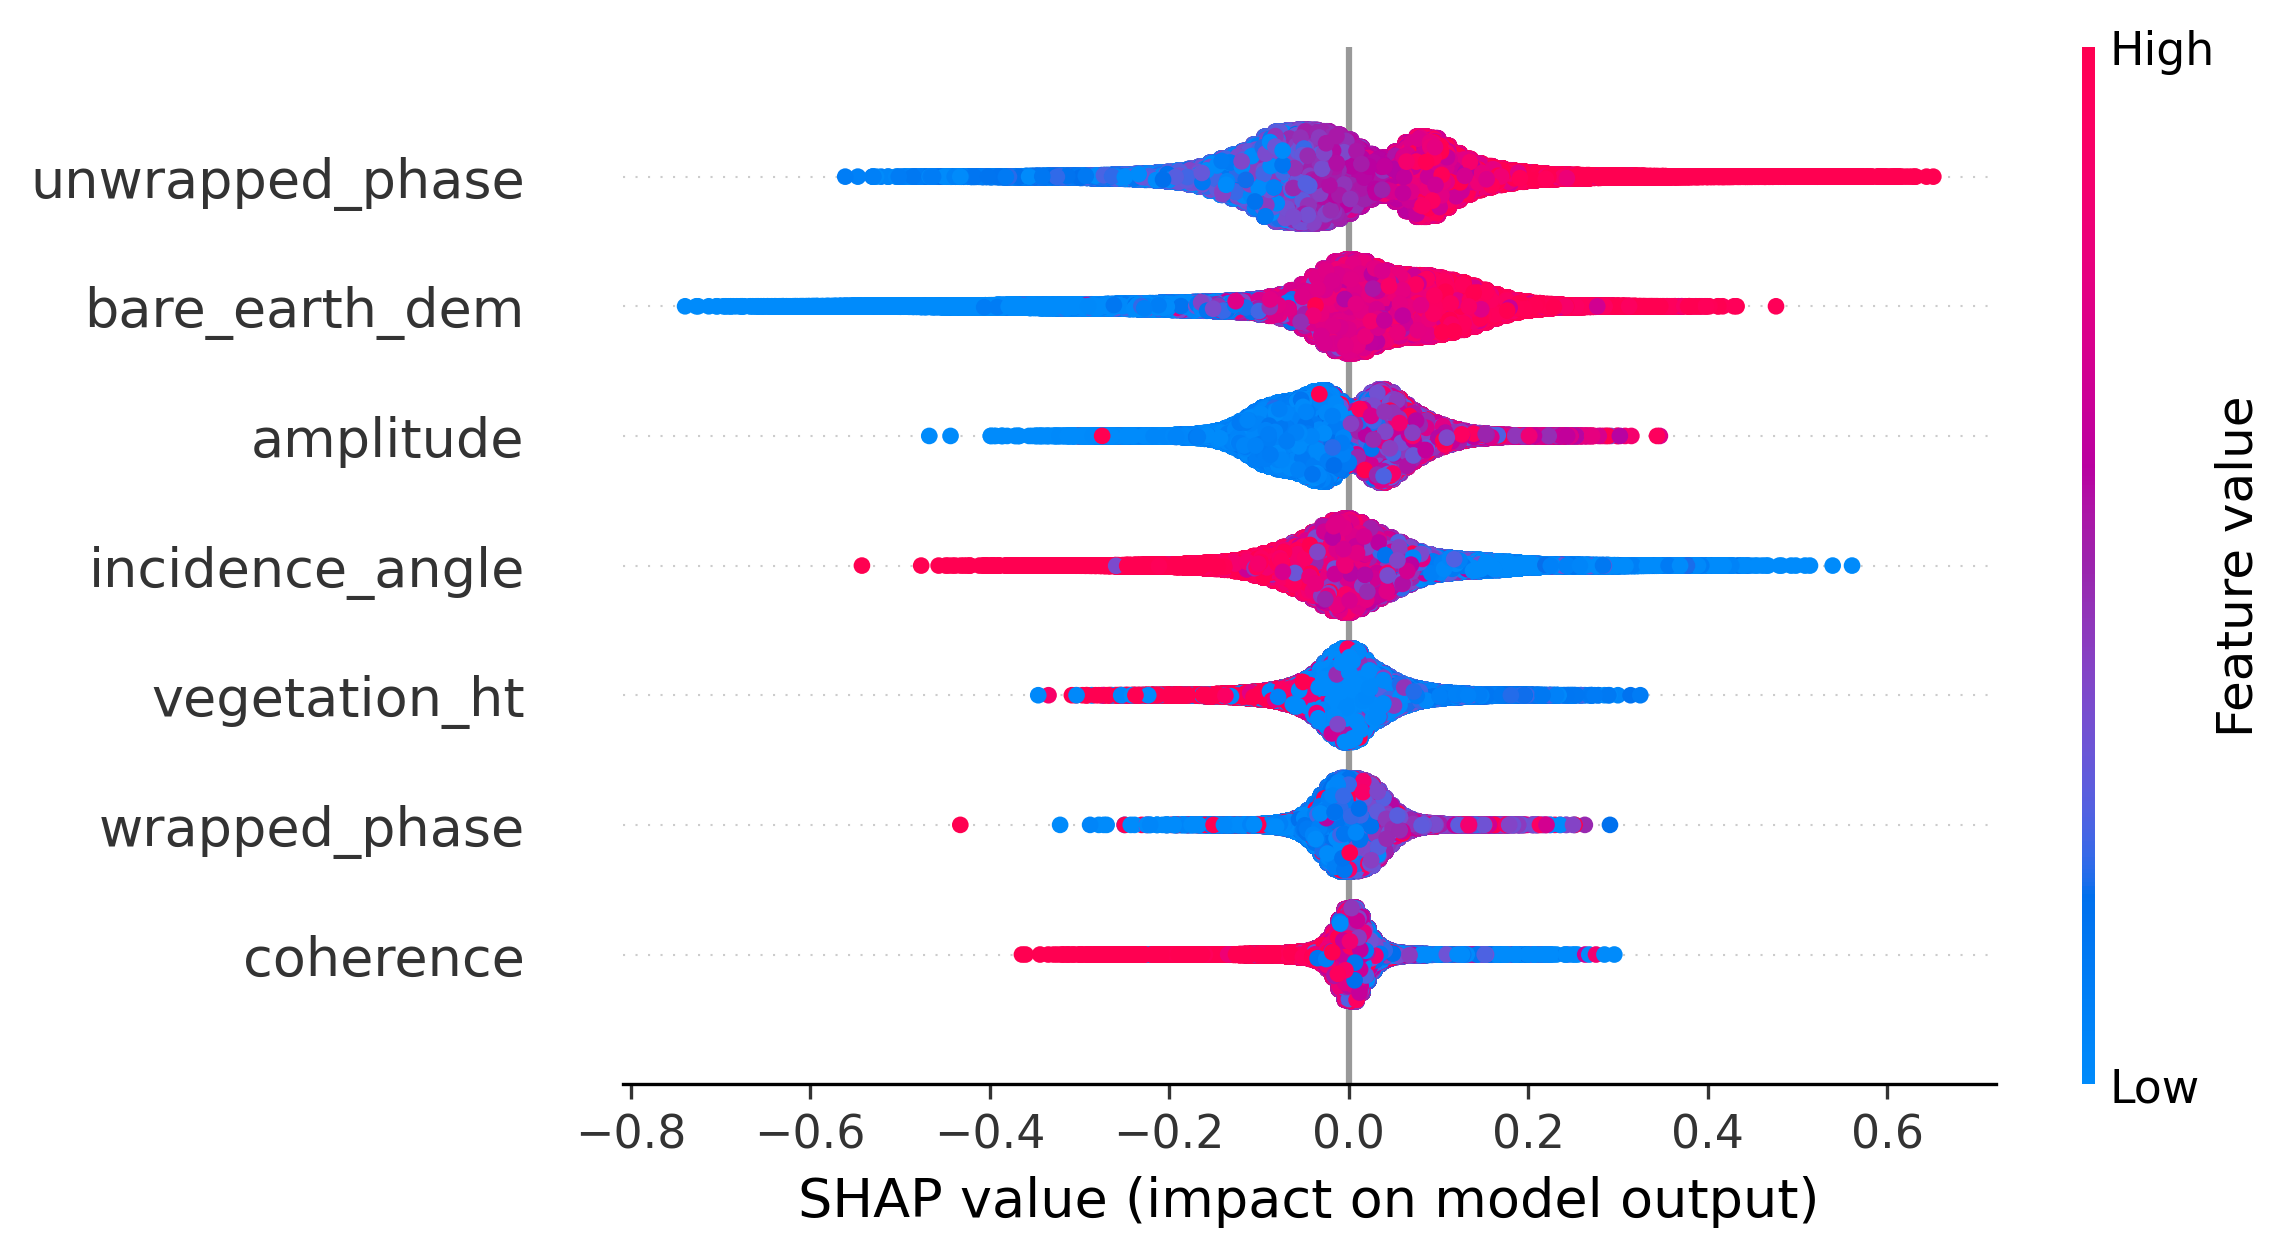 High
unwrapped_phase
bare_earth_dem
amplitude
incidence_angle
vegetation_ht
wrapped_phase
coherence
Feature value
Low
−0.8 −0.6 −0.4 −0.2 0.0 0.2 0.4 0.6
SHAP value (impact on model output)